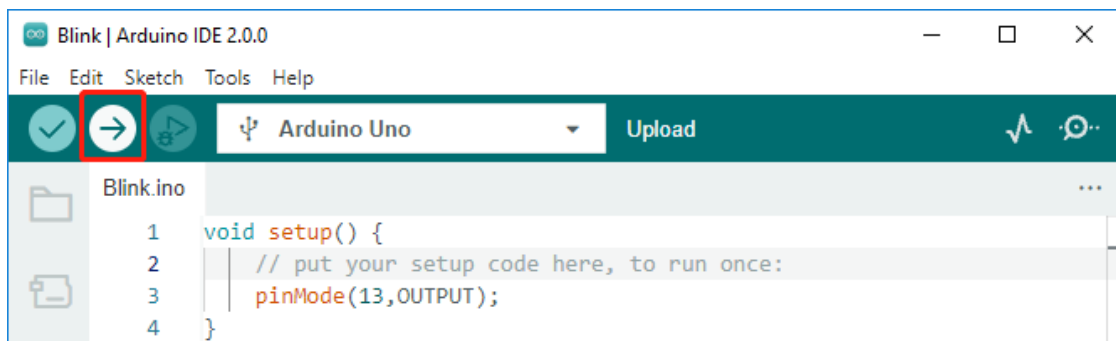 Blink | Arduino IDE 2.0.0
File Edit Sketch Tools Help
Arduino Uno Upload
Blink.ino
1 void setup() {
2 // put your setup code here, to run once:
3 pinMode(13,OUTPUT);
4 }